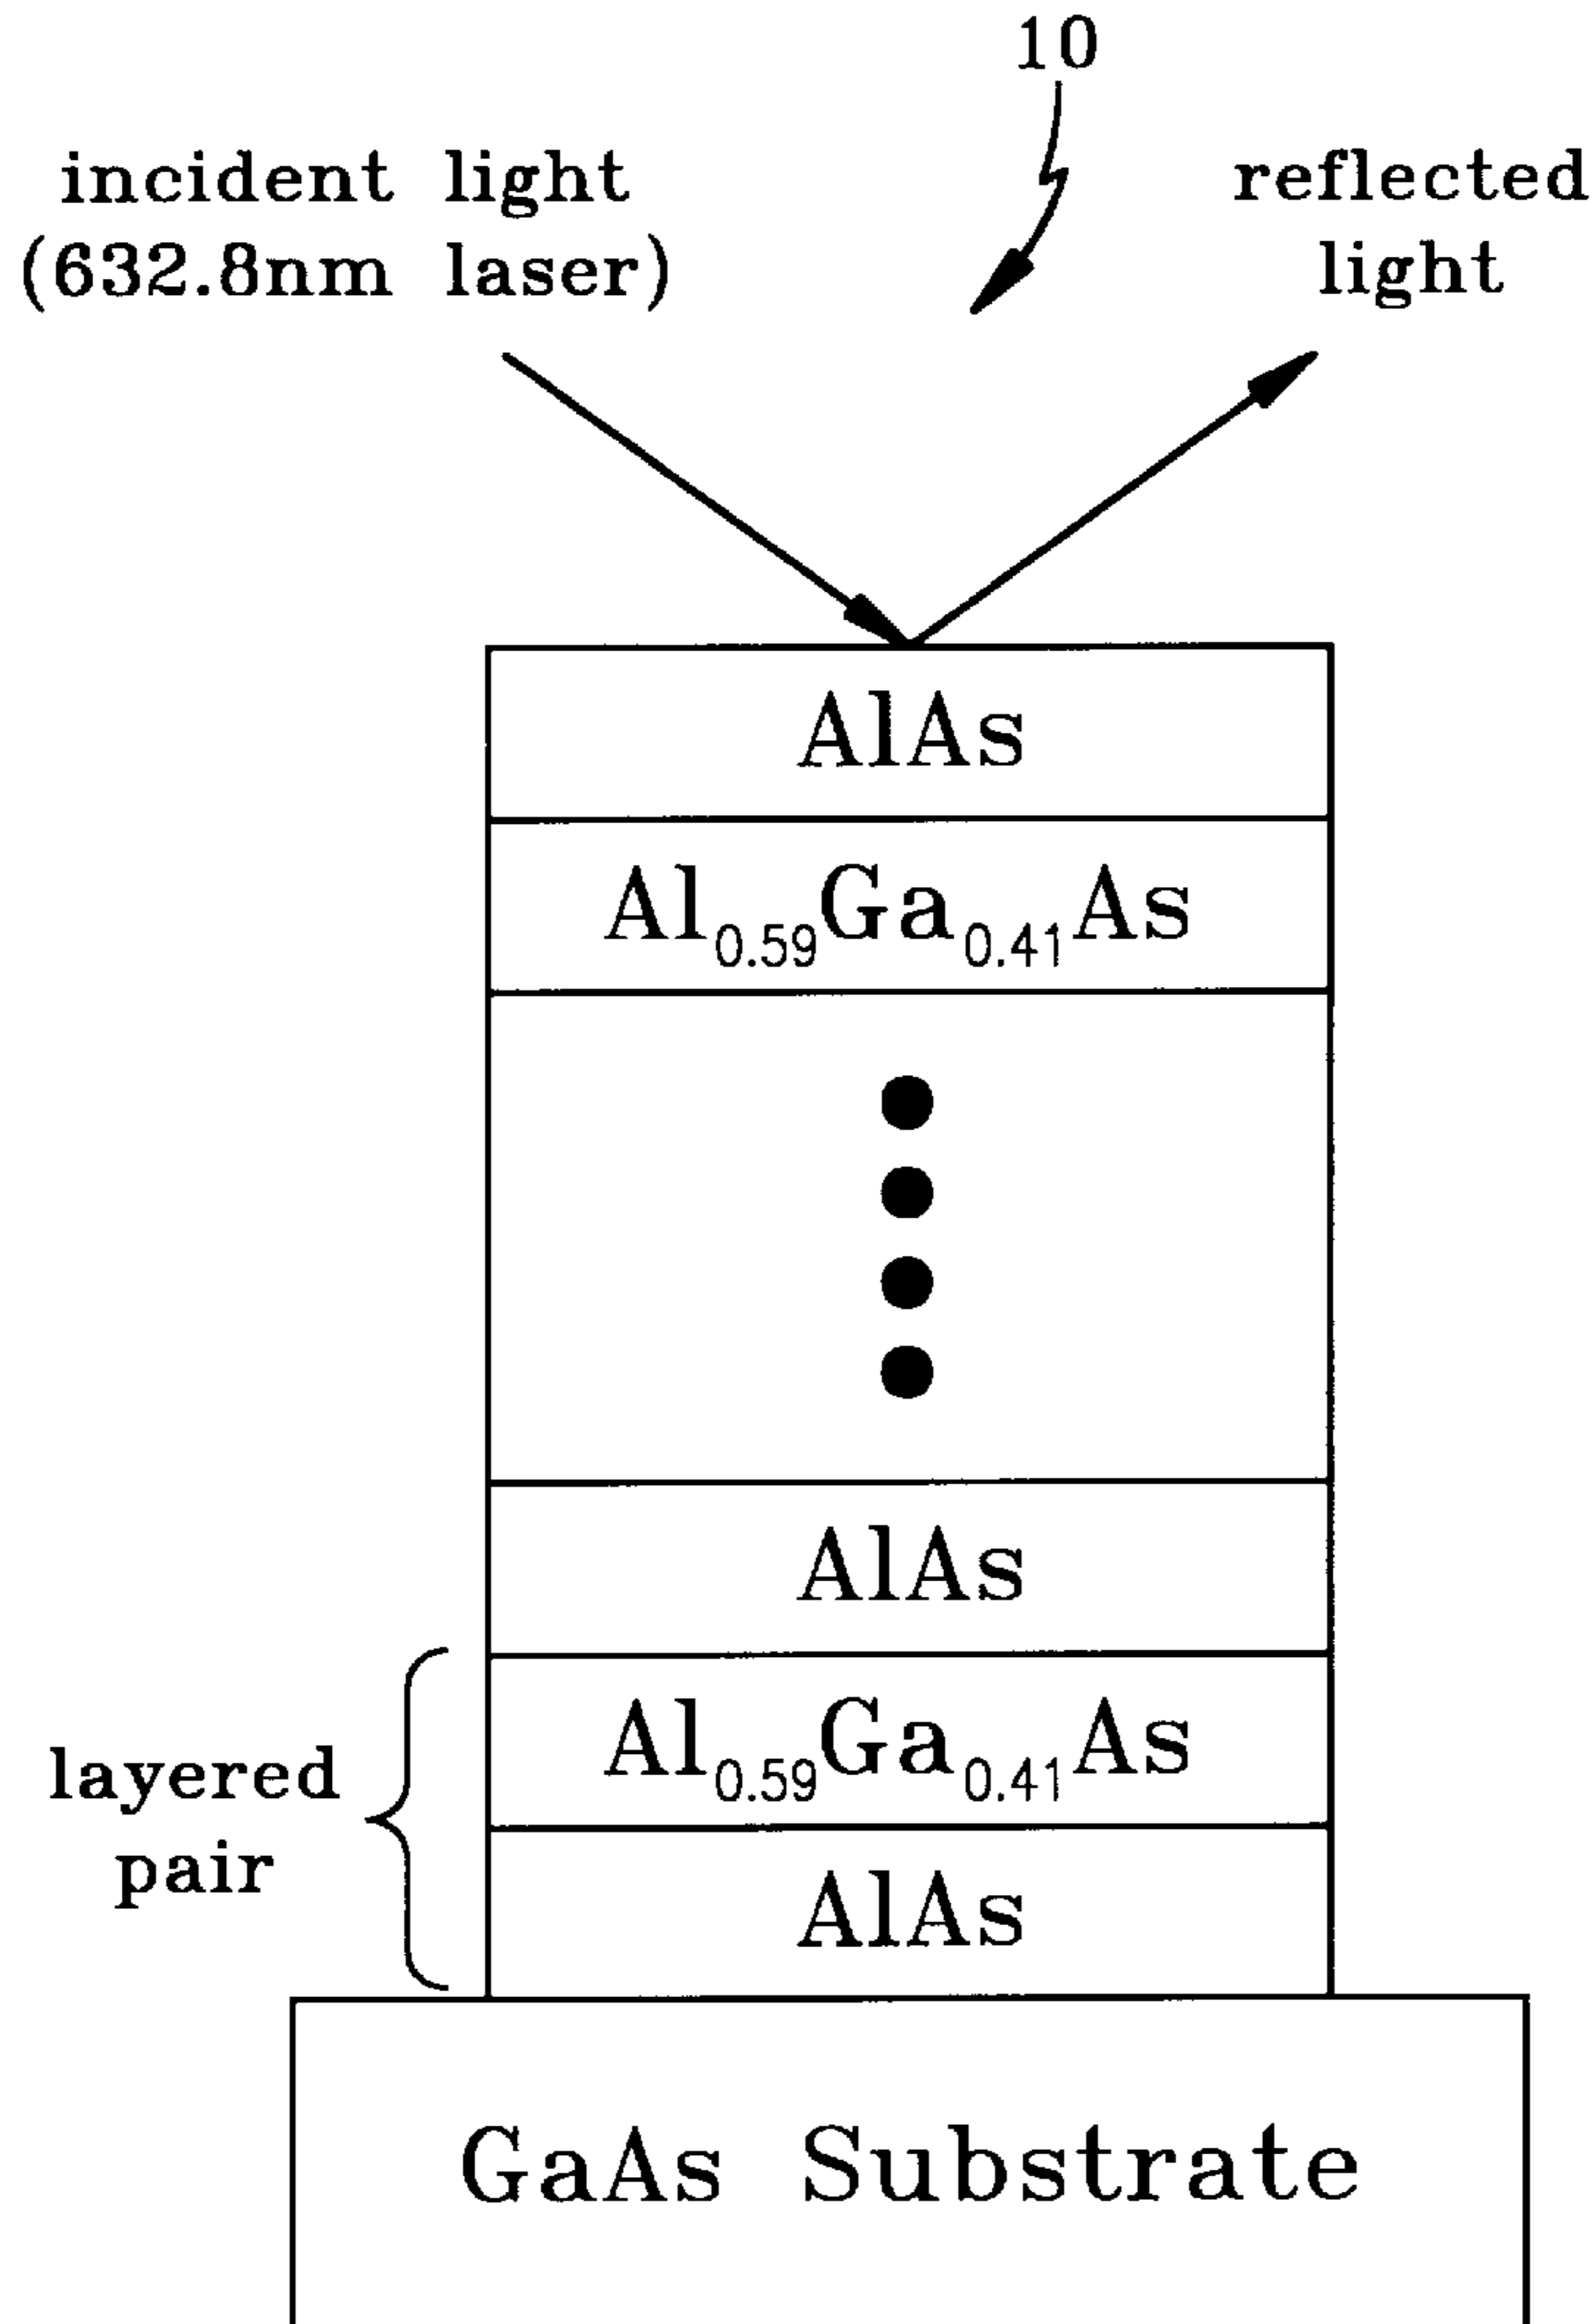 10
incident light
(632.8nm laser)
reflected
light
AlAs
Al0.59Ga0.41As
AlAs
Al0.59Ga0.41As
layered
pair
AlAs
GaAs Substrate